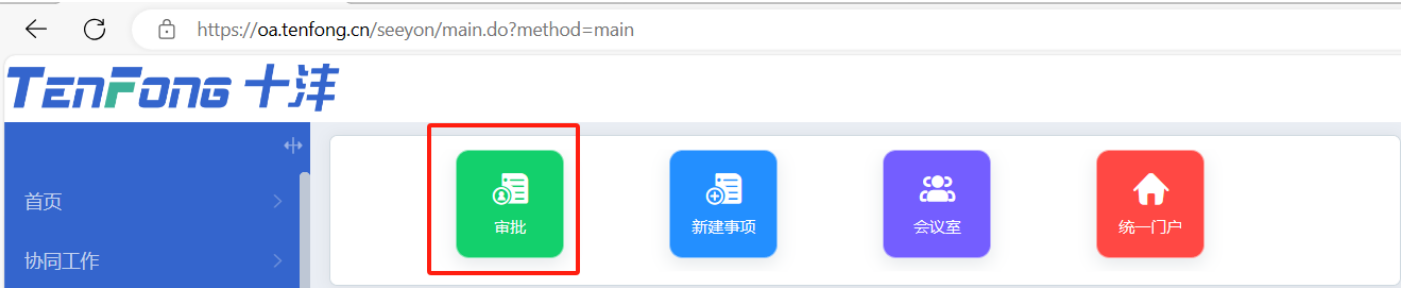 https://oa.tenfong.cn/seeyon/main.do?method=main
TENFONG 十沣
首页
协同工作
审批
新建事项
会议室
统一门户